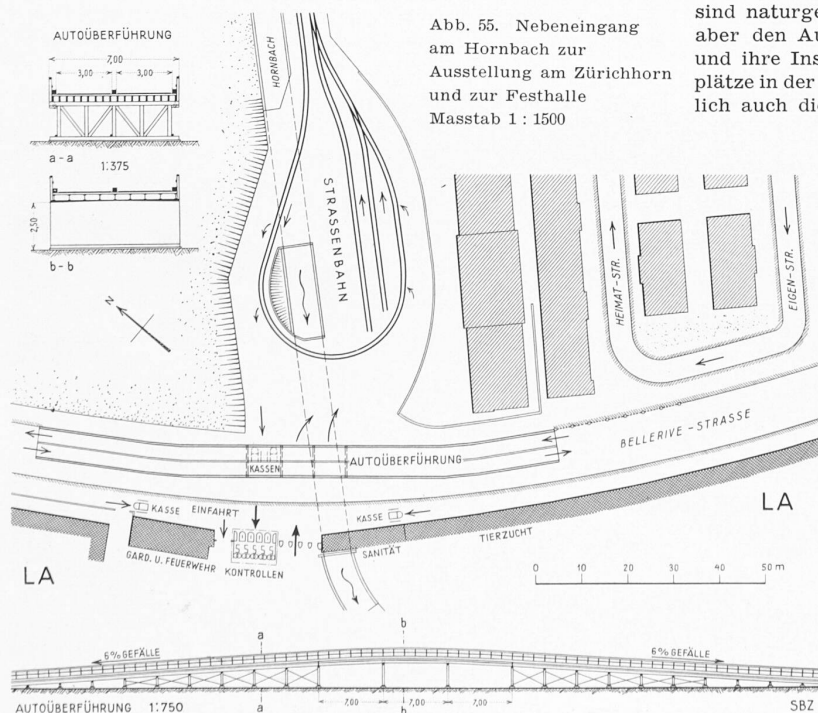 Abb. 55. Nebeneingang
am Hornbach zur
Ausstellung am Zürichhorn
und zur Festhalle
Masstab 1 : 1500
sind naturge
aber den Au
und ihre Ins
plätze in der
lich auch die
AUTOÜBERFÜHRUNG
7,00
3,00 3,00
a - a
1:375
2,50
b - b
N
HORNBACH
STRASSENBAHN
HEIMAT-STR.
EIGEN-STR.
BELLERIVE-STRASSE
KASSEN
AUTOÜBERFÜHRUNG
KASSE EINFAHRT
KASSE
GARD. U. FEUERWEHR
KONTROLLEN
SANITÄT
TIERZUCHT
LA
LA
0 10 20 30 40 50 m
6% GEFÄLLE
a
b
6% GEFÄLLE
7,00 7,00 7,00
AUTOÜBERFÜHRUNG 1:750
a
b
SBZ